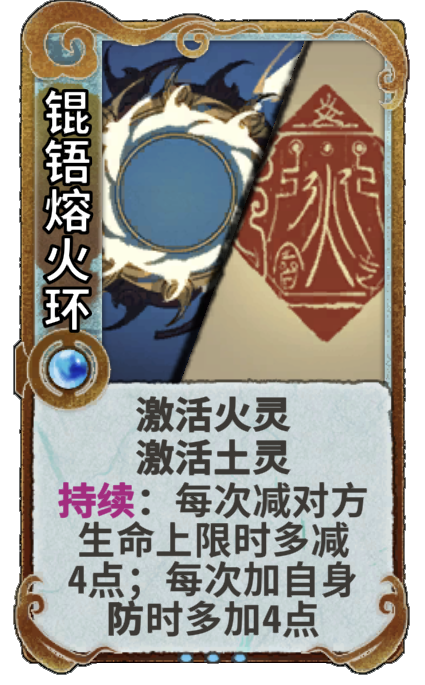 锟铻熔火环
激活火灵
激活土灵
持续：每次减对方
生命上限时多减
4点；每次加自身
防时多加4点